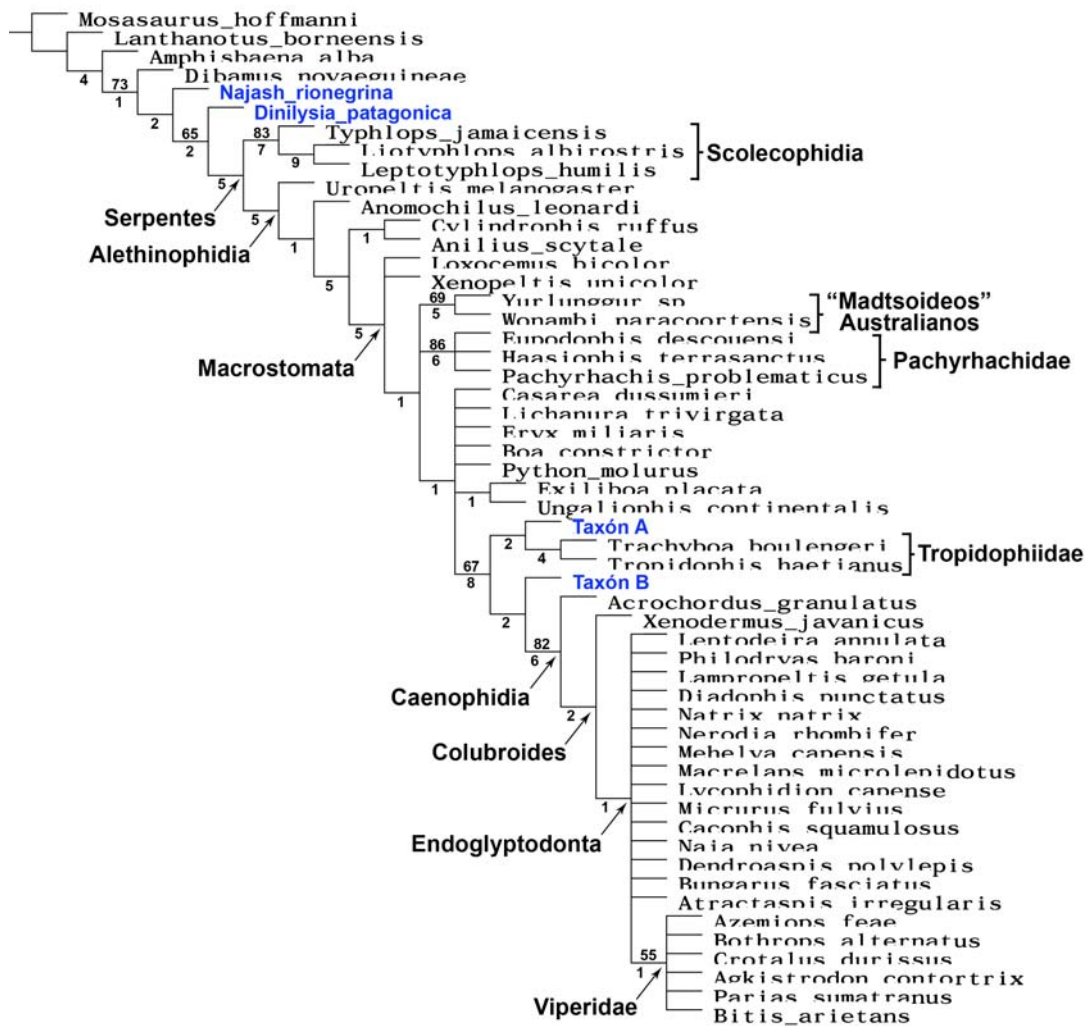 Mosasaurus_hoffmanni
Lanthanotus_borneensis
Amphisbaena_alba
4
73
1
Dibamus_novaeguineae
2
Najash_rionegrina
65
2
Dinilysia_patagonica
83
7
Typhlops_jamaicensis
9
Liotyphlops_albirostris
Scolecophidia
Leptotyphlops_humilis
5
Serpentes
Uropeltis_melanogaster
5
Alethinophidia
Anomochilus_leonardi
1
Cylindrophis_ruffus
1
Anilius_scytale
5
Loxocemus_bicolor
Xenopeltis_unicolor
5
Macrostomata
69
5
Yurlunggur_sp
Wonambi_naracoortensis
“Madtsoideos”
Australianos
86
6
Eupodophis_descouensi
Haasiophis_terrasanctus
Pachyrhachis_problematicus
Pachyrhachidae
1
Casarea_dussumieri
Lichanura_trivirgata
Eryx_miliaris
Boa_constrictor
Python_molurus
1
1
Exiliboa_placata
Ungaliophis_continentalis
Taxón A
2
4
Trachyboa_boulengeri
Tropidophis_haetianus
Tropidophiidae
67
8
Taxón B
2
Acrochordus_granulatus
82
6
Caenophidia
Xenodermus_javanicus
2
Colubroides
Leptodeira_annulata
Philodryas_baroni
Lampropeltis_getula
Diadophis_punctatus
Natrix_natrix
Nerodia_rhombifer
Mehelya_capensis
Macrelaps_microlepidotus
Lycophidion_capense
1
Endoglyptodonta
Micrurus_fulvius
Cacophis_squamulosus
Naja_nivea
Dendroaspis_polylepis
Bungarus_fasciatus
Atractaspis_irregularis
55
1
Viperidae
Azemiops_feae
Bothrops_alternatus
Crotalus_durissus
Agkistrodon_contortrix
Parias_sumatranus
Bitis_arietans